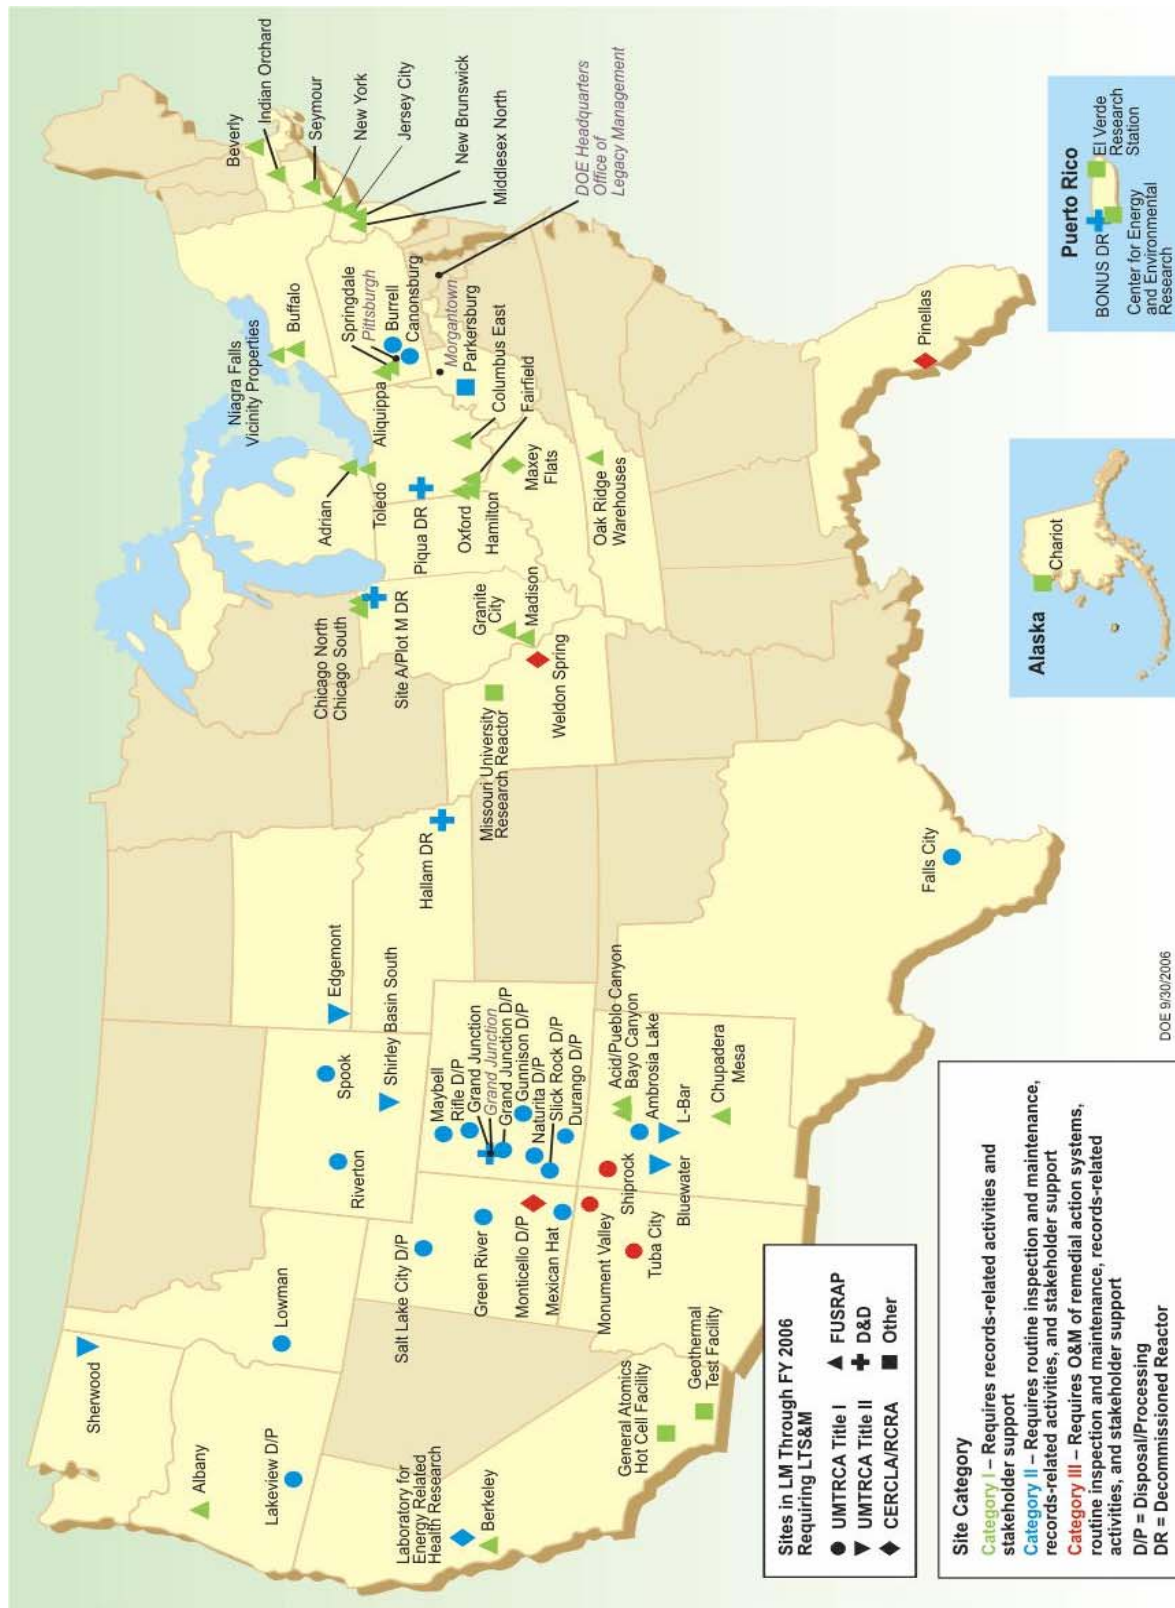 Sherwood
Albany
Lakeview D/P
Lowman
Laboratory for
Energy Related
Health Research
Berkeley
General Atomics
Hot Cell Facility
Geothermal
Test Facility
Salt Lake City D/P
Green River
Monticello D/P
Mexican Hat
Monument Valley
Tuba City
Riverton
Spook
Shirley Basin South
Edgemont
Maybell
Rifle D/P
Grand Junction
Grand Junction
Grand Junction D/P
Gunnison D/P
Naturita D/P
Slick Rock D/P
Durango D/P
Shiprock
Acid/Pueblo Canyon
Bayo Canyon
Ambrosia Lake
L-Bar
Bluewater
Chupadera
Mesa
Hallam DR
Falls City
Missouri University
Research Reactor
Weldon Spring
Granite
City
Madison
Chicago North
Chicago South
Site A/Plot M DR
Adrian
Toledo
Piqua DR
Oxford
Hamilton
Fairfield
Columbus East
Maxey
Flats
Oak Ridge
Warehouses
Parkersburg
Morgantown
Aliquippa
Springdale
Pittsburgh
Burrell
Canonsburg
Niagra Falls
Vicinity Properties
Buffalo
Beverly
Indian Orchard
Seymour
New York
Jersey City
New Brunswick
Middlesex North
DOE Headquarters
Office of
Legacy Management
Pinellas
Alaska
Chariot
Puerto Rico
BONUS DR
El Verde
Research
Station
Center for Energy
and Environmental
Research
Sites in LM Through FY 2006
Requiring LTS&M
UMTRCA Title I
FUSRAP
UMTRCA Title II
D&D
CERCLA/RCRA
Other
Site Category
Category I – Requires records-related activities and
stakeholder support
Category II – Requires routine inspection and maintenance,
records-related activities, and stakeholder support
Category III – Requires O&M of remedial action systems,
routine inspection and maintenance, records-related
activities, and stakeholder support
D/P = Disposal/Processing
DR = Decommissioned Reactor
DOE 9/30/2006